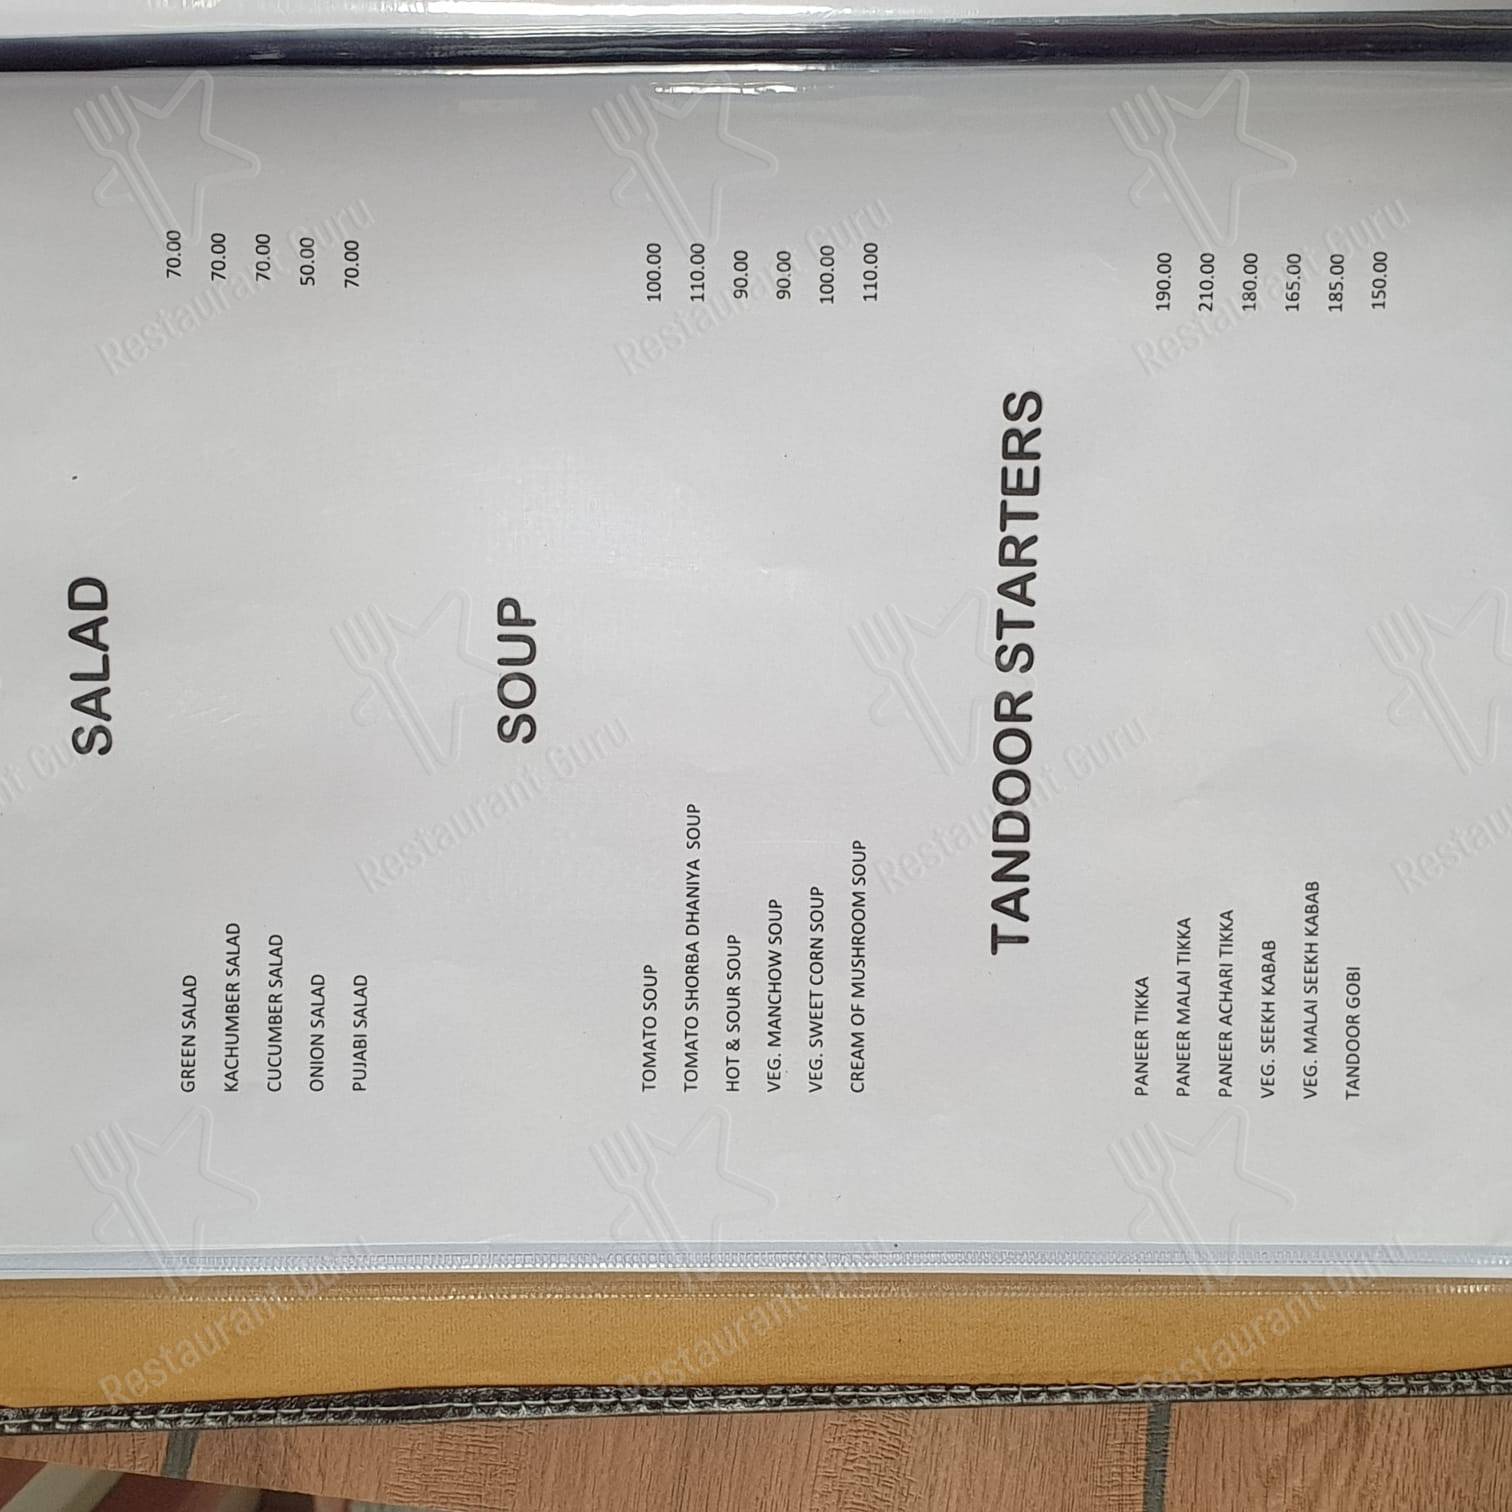 SALAD
GREEN SALAD 70.00
KACHUMBER SALAD 70.00
CUCUMBER SALAD 70.00
ONION SALAD 50.00
PUJABI SALAD 70.00
SOUP
TOMATO SOUP 100.00
TOMATO SHORBA DHANIYA SOUP 110.00
HOT & SOUR SOUP 90.00
VEG. MANCHOW SOUP 90.00
VEG. SWEET CORN SOUP 100.00
CREAM OF MUSHROOM SOUP 110.00
TANDOOR STARTERS
PANEER TIKKA 190.00
PANEER MALAI TIKKA 210.00
PANEER ACHARI TIKKA 180.00
VEG. SEEKH KABAB 165.00
VEG. MALAI SEEKH KABAB 185.00
TANDOOR GOBI 150.00
Restaurant Guru